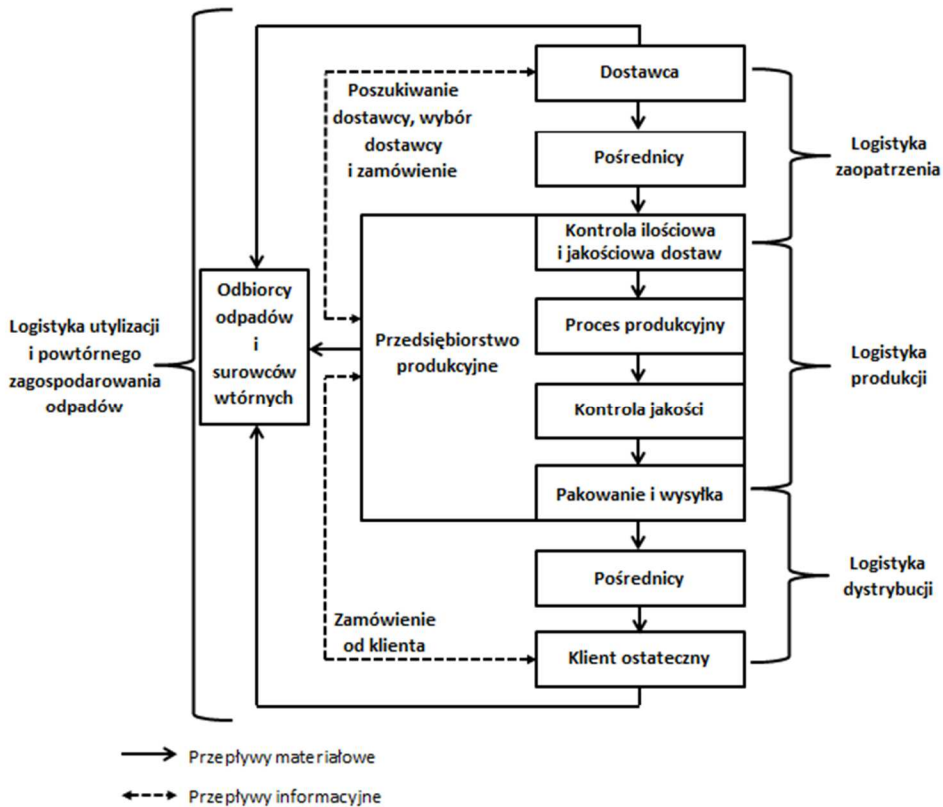 Dostawca
Poszukiwanie
dostawcy, wybór
dostawcy
i zamówienie
Pośrednicy
Logistyka
zaopatrzenia
Kontrola ilościowa
i jakościowa dostaw
Odbiorcy
odpadów
i
surowców
wtórnych
Logistyka utylizacji
i powtórnego
zagospodarowania
odpadów
Przedsiębiorstwo
produkcyjne
Proces produkcyjny
Logistyka
produkcji
Kontrola jakości
Pakowanie i wysyłka
Pośrednicy
Logistyka
dystrybucji
Zamówienie
od klienta
Klient ostateczny
Przepływy materiałowe
Przepływy informacyjne